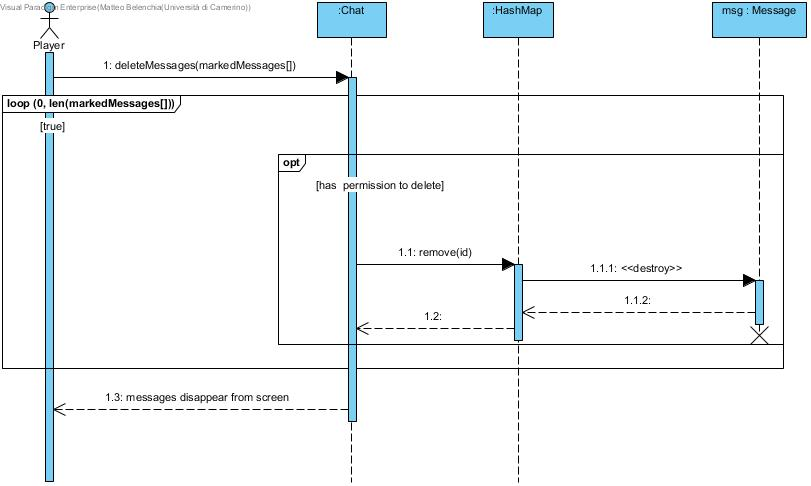 Visual Paradigm Enterprise(Matteo Belenchia(Università di Camerino))
:Chat
:HashMap
msg : Message
Player
1: deleteMessages(markedMessages[])
loop (0, len(markedMessages[]))
[true]
opt
[has permission to delete]
1.1: remove(id)
1.1.1: <<destroy>>
1.1.2:
1.2:
1.3: messages disappear from screen